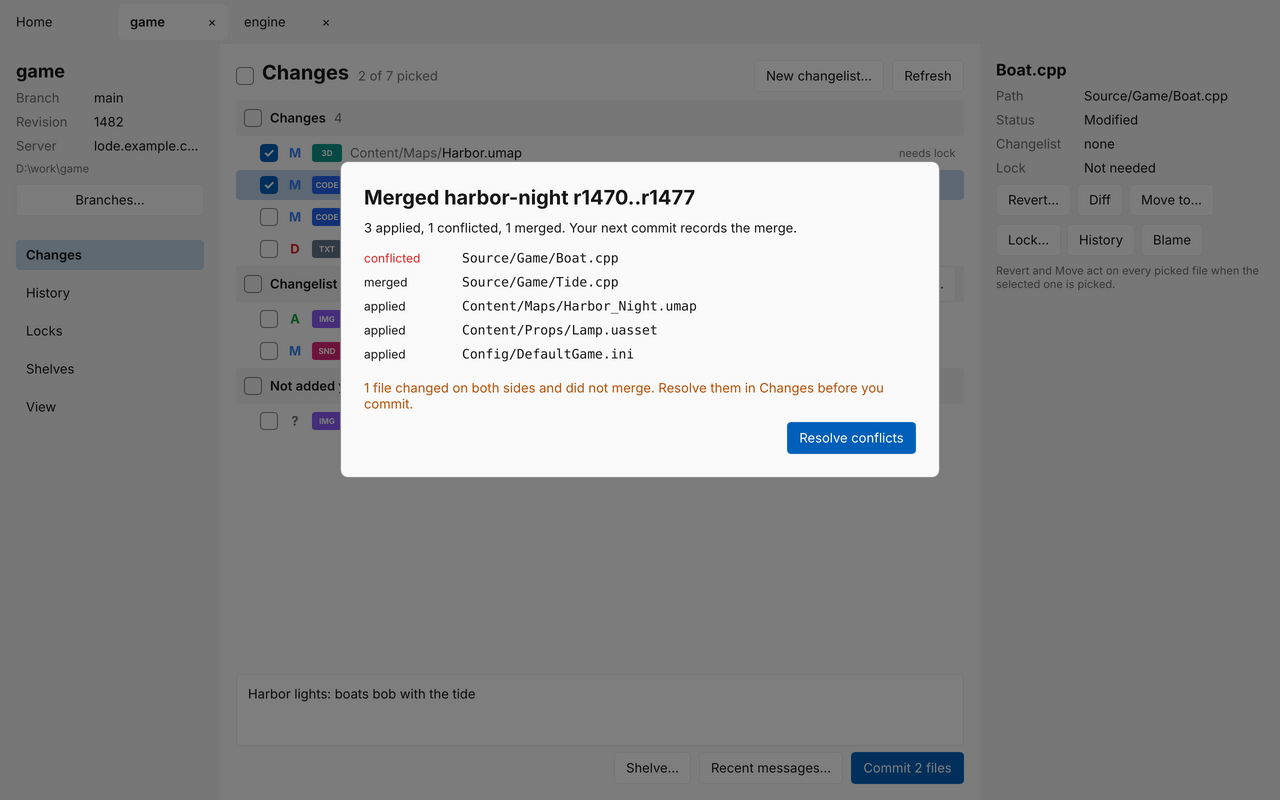 Home
game ×
engine ×
game
Branch main
Revision 1482
Server lode.example.c...
D:\work\game
Branches...
Changes
History
Locks
Shelves
View
Changes 2 of 7 picked
New changelist...
Refresh
Changes 4
M 3D Content/Maps/Harbor.umap needs lock
M CODE
M CODE
D TXT
Changelist
A IMG
M SND
Not added
? IMG
Merged harbor-night r1470..r1477
3 applied, 1 conflicted, 1 merged. Your next commit records the merge.
conflicted Source/Game/Boat.cpp
merged Source/Game/Tide.cpp
applied Content/Maps/Harbor_Night.umap
applied Content/Props/Lamp.uasset
applied Config/DefaultGame.ini
1 file changed on both sides and did not merge. Resolve them in Changes before you
commit.
Resolve conflicts
Harbor lights: boats bob with the tide
Shelve...
Recent messages...
Commit 2 files
Boat.cpp
Path Source/Game/Boat.cpp
Status Modified
Changelist none
Lock Not needed
Revert... Diff Move to...
Lock... History Blame
Revert and Move act on every picked file when the
selected one is picked.